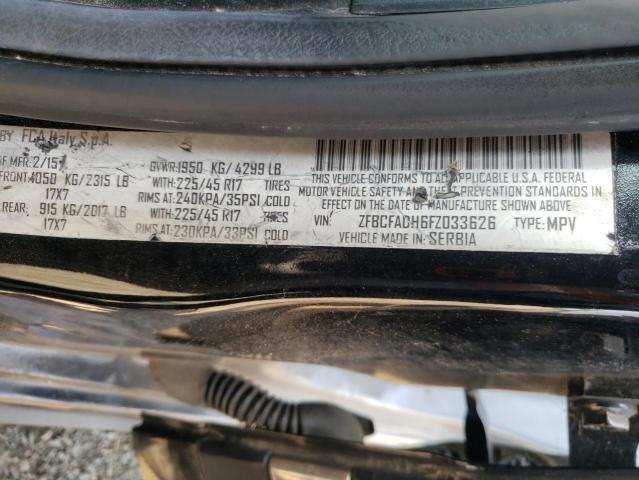 BY FCA Italy S.p.A.
OF MFR: 2/15
GVWR: 1950 KG/ 4299 LB
FRONT: 1050 KG/2315 LB WITH: 225/45 R17 TIRES
17X7 RIMS AT: 240KPA/35PSI COLD
REAR: 915 KG/2017 LB WITH: 225/45 R17 TIRES
17X7 RIMS AT: 230KPA/33PSI COLD
THIS VEHICLE CONFORMS TO ALL APPLICABLE U.S.A. FEDERAL
MOTOR VEHICLE SAFETY, AND THEFT PREVENTION STANDARDS IN
EFFECT ON THE DATE OF MANUFACTURE SHOWN ABOVE.
VIN: ZFBCFACH6FZ033626 TYPE: MPV
VEHICLE MADE IN: SERBIA